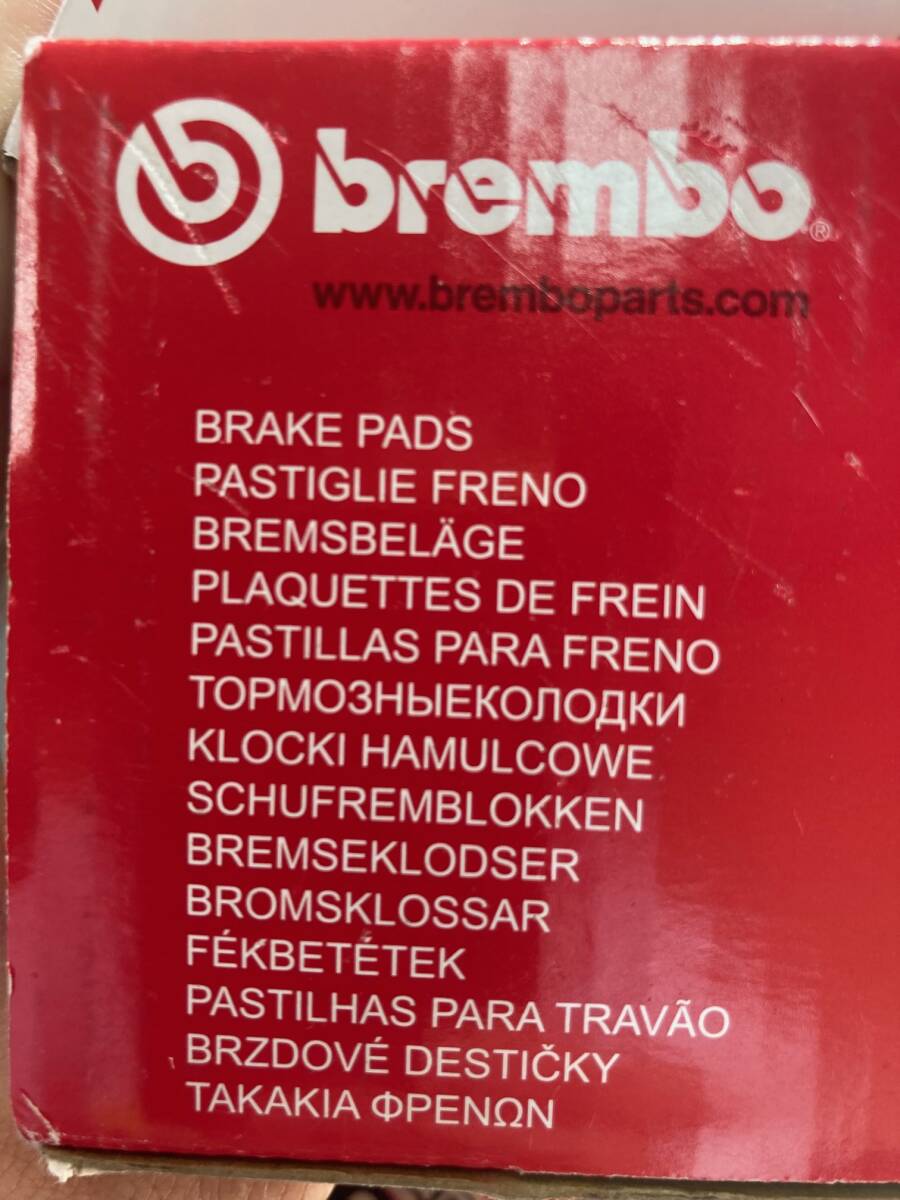 brembo®
www.bremboparts.com
BRAKE PADS
PASTIGLIE FRENO
BREMSBELÄGE
PLAQUETTES DE FREIN
PASTILLAS PARA FRENO
ТОРМОЗНЫЕКОЛОДКИ
KLOCKI HAMULCOWE
SCHUFREMBLOKKEN
BREMSEKLODSER
BROMSKLOSSAR
FÉKBETÉTEK
PASTILHAS PARA TRAVÃO
BRZDOVÉ DESTIČKY
ΤΑΚΑΚΙΑ ΦΡΕΝΩΝ